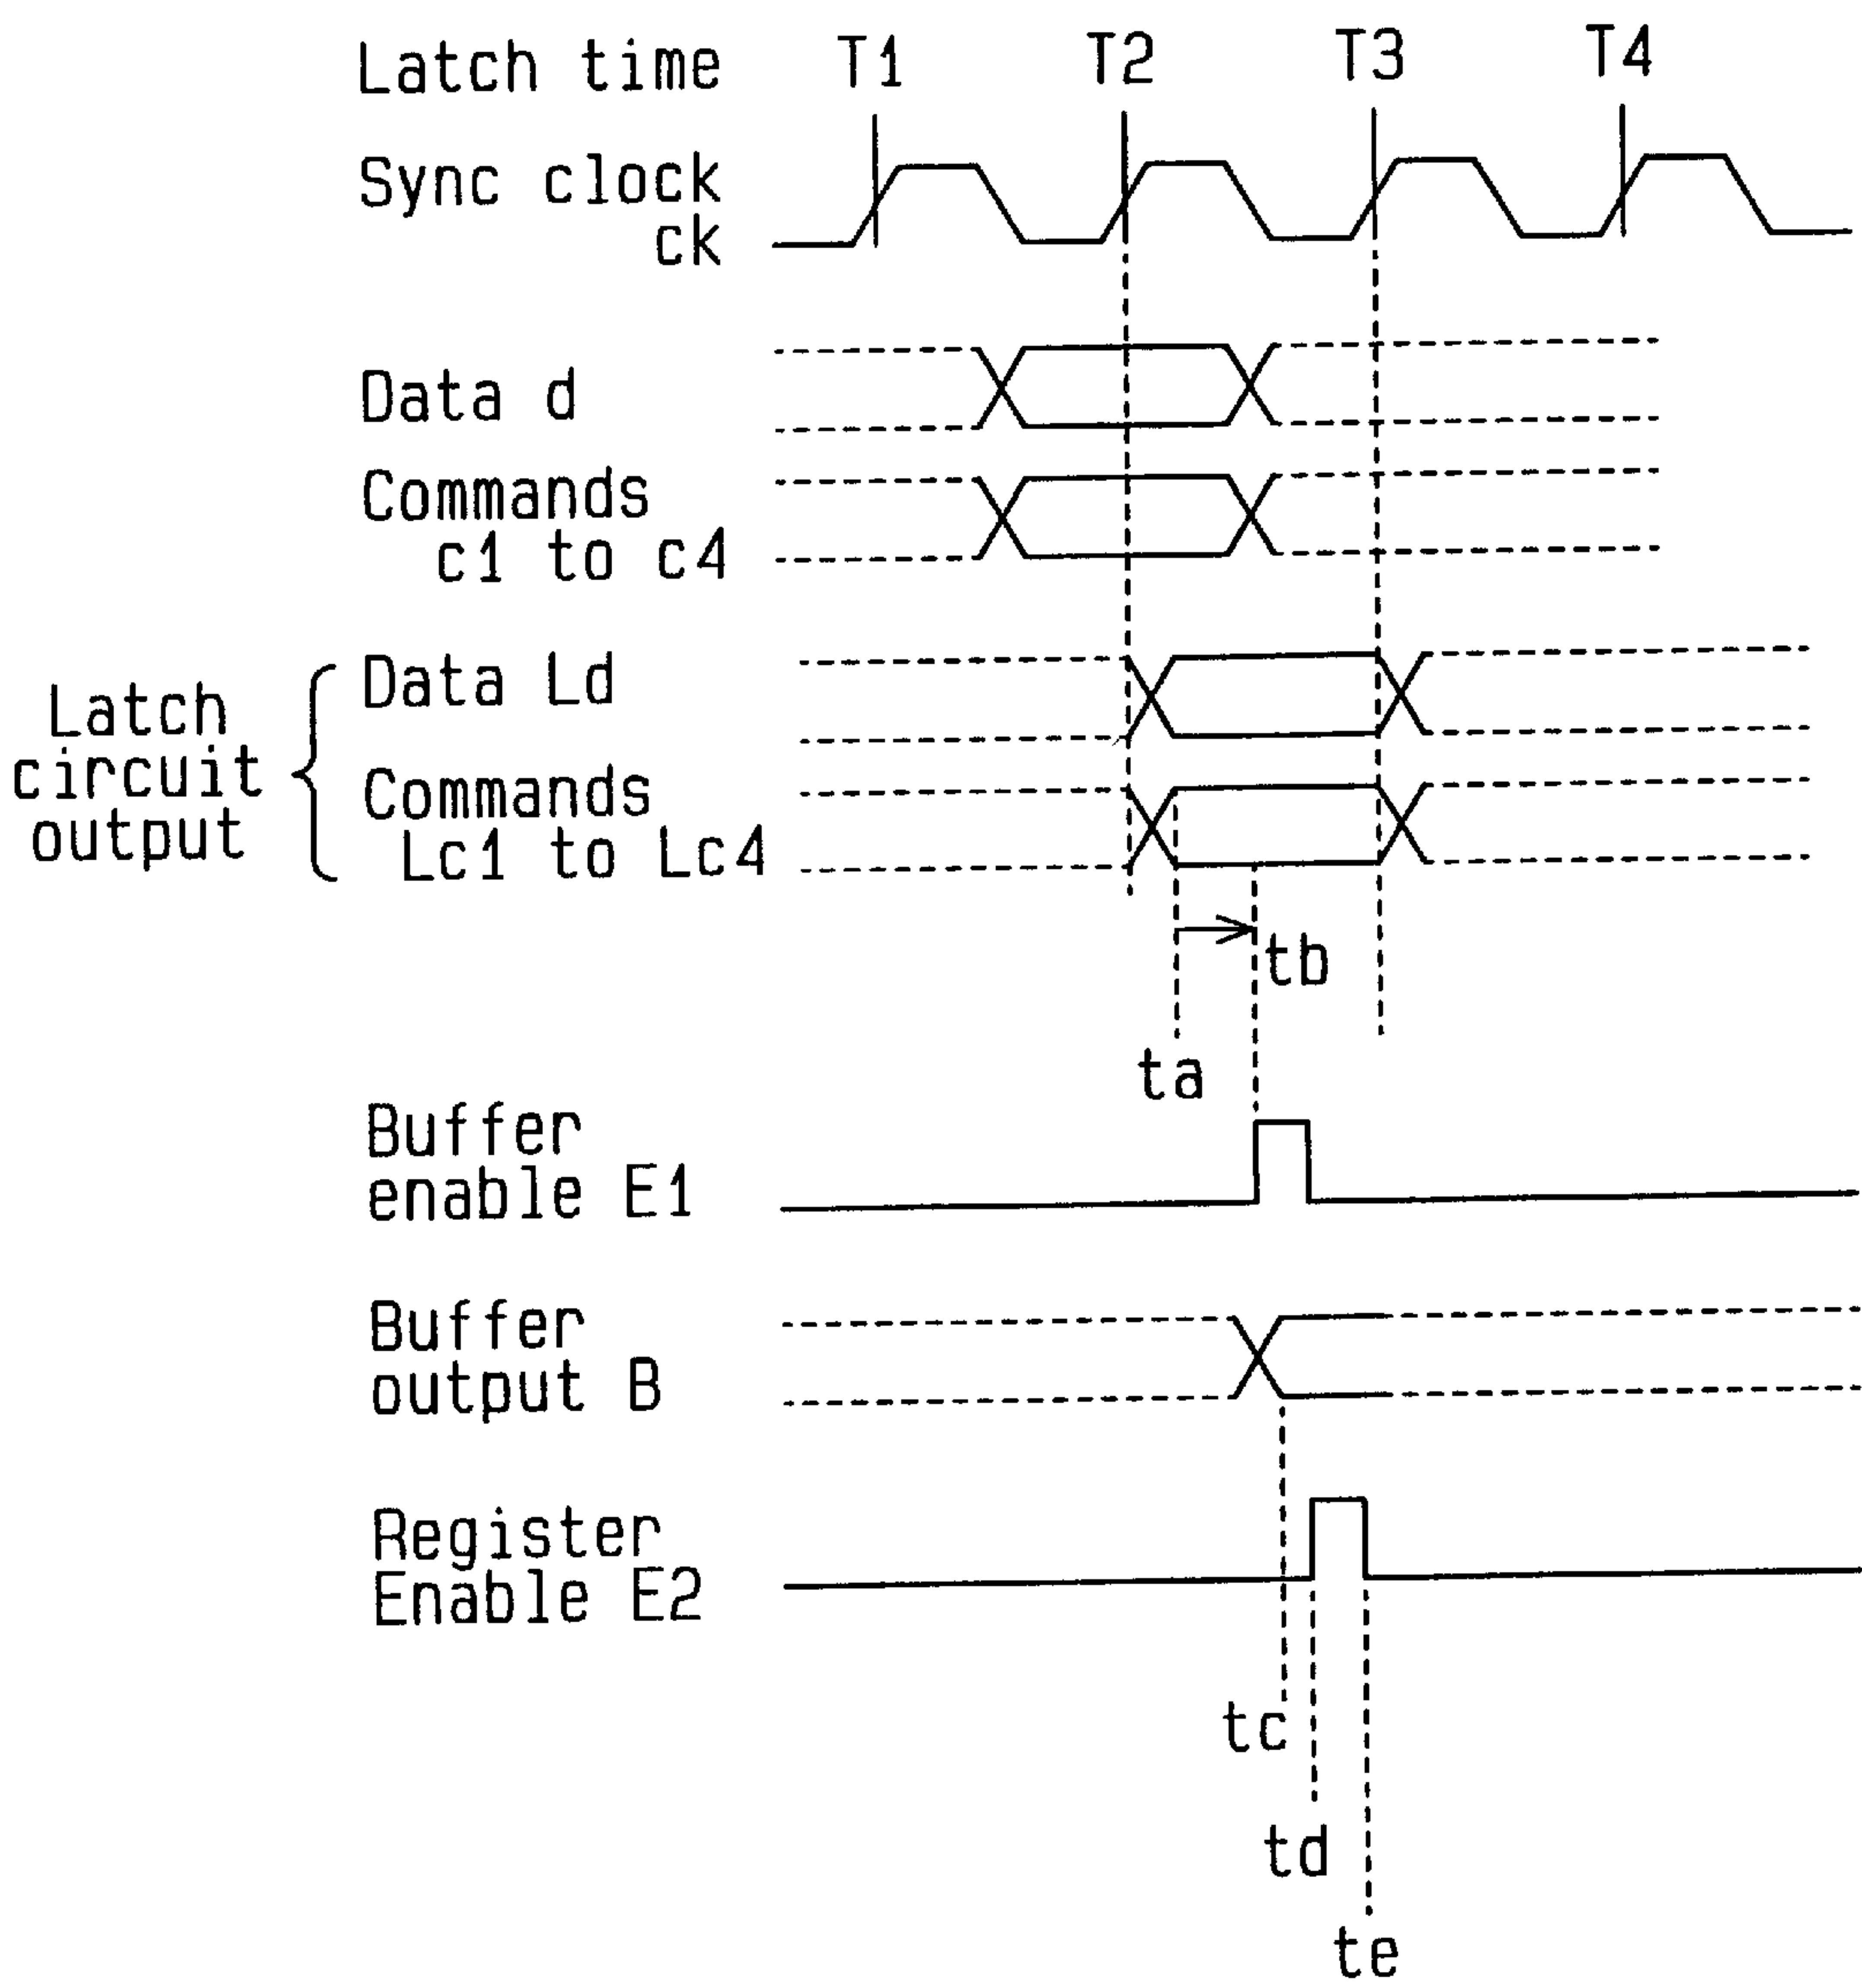 Latch time T1 T2 T3 T4
Sync clock
ck
Data d
Commands
c1 to c4
Latch
circuit
output
Data Ld
Commands
Lc1 to Lc4
tb
ta
Buffer
enable E1
Buffer
output B
Register
Enable E2
tc
td
te